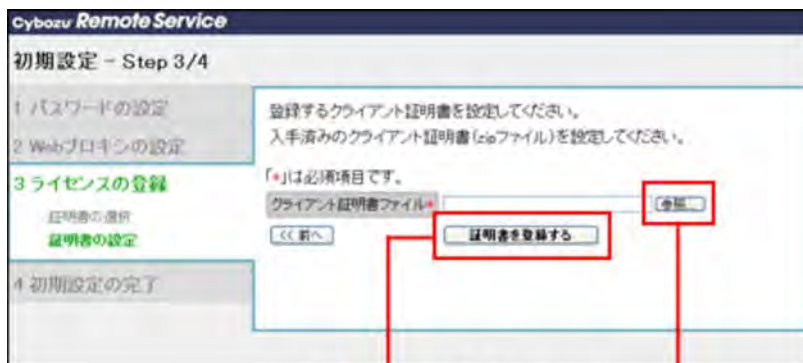 Cybozu Remote Service
初期設定 - Step 3/4
1 パスワードの設定
2 Webプロキシの設定
3 ライセンスの登録
証明書の選択
証明書の設定
4 初期設定の完了
登録するクライアント証明書を設定してください。
入手済みのクライアント証明書(zipファイル)を設定してください。
「*」は必須項目です。
クライアント証明書ファイル*
参照...
<< 前へ
証明書を登録する